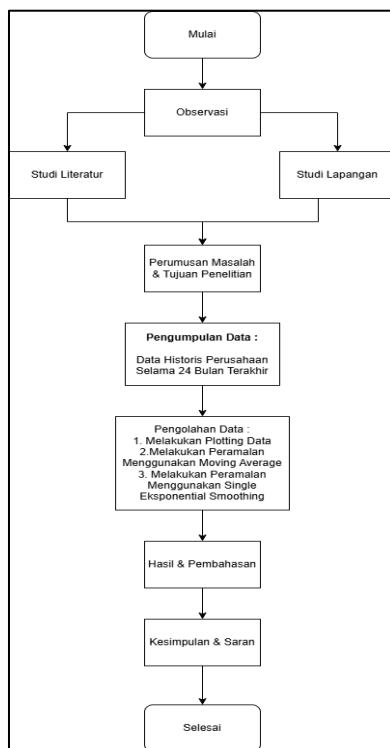 Mulai
Observasi
Studi Literatur
Studi Lapangan
Perumusan Masalah
& Tujuan Penelitian
Pengumpulan Data :
Data Historis Perusahaan
Selama 24 Bulan Terakhir
Pengolahan Data :
1. Melakukan Plotting Data
2.Melakukan Peramalan
Menggunakan Moving Average
3. Melakukan Peramalan
Menggunakan Single
Eksponential Smoothing
Hasil & Pembahasan
Kesimpulan & Saran
Selesai